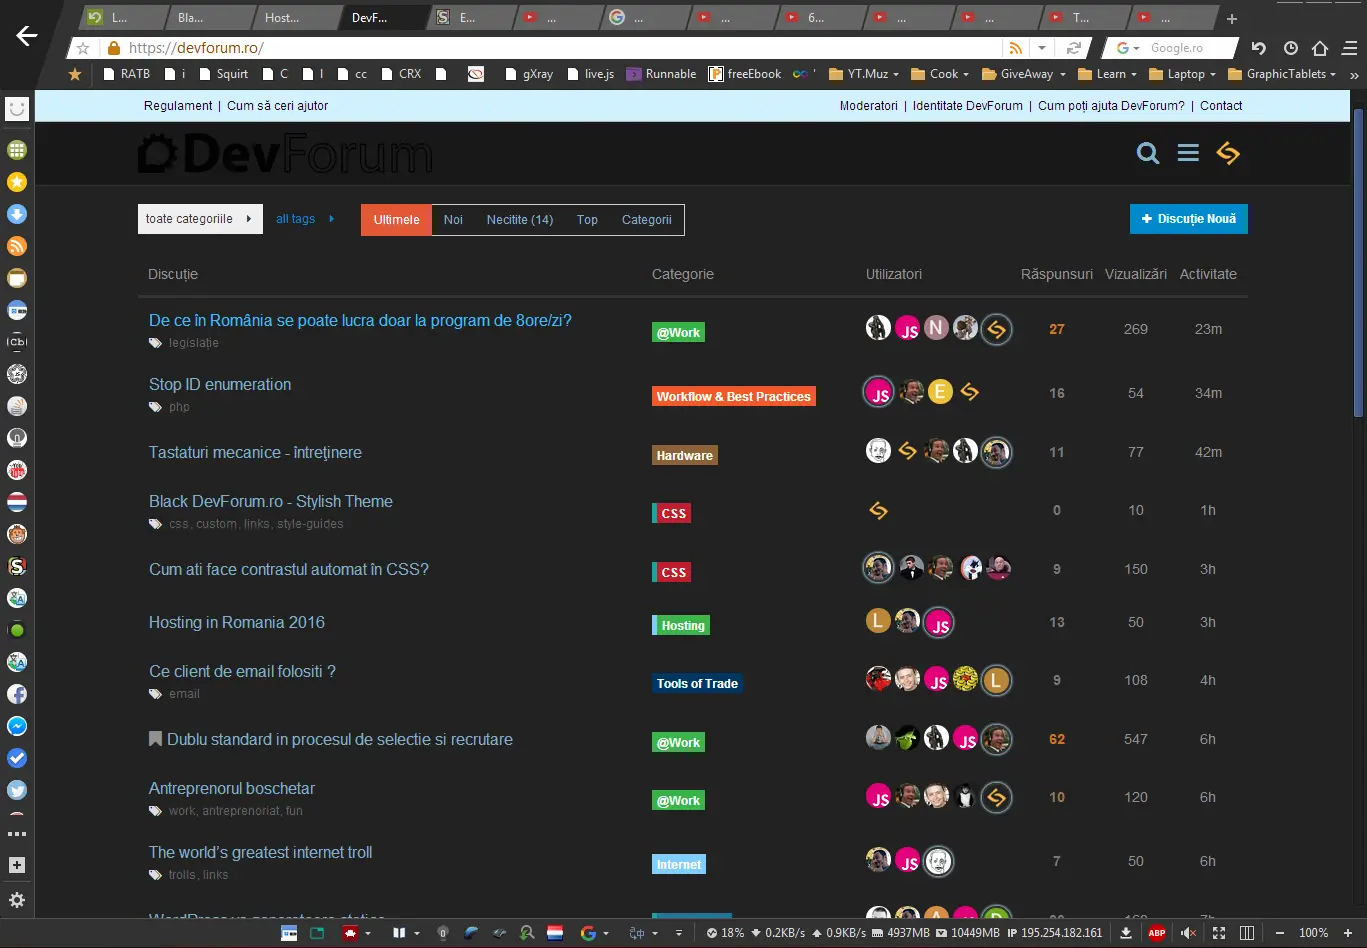 L...
Bla...
Host...
DevF...
E...
...
...
...
6...
...
...
T...
...
https://devforum.ro/
Google.ro
RATB
i
Squirt
C
I
cc
CRX
gXray
live.js
Runnable
freeEbook
YT.Muz
Cook
GiveAway
Learn
Laptop
GraphicTablets
Regulament | Cum să ceri ajutor
Moderatori | Identitate DevForum | Cum poți ajuta DevForum? | Contact
DevForum
toate categoriile
all tags
Ultimele
Noi
Necitite (14)
Top
Categorii
+ Discuție Nouă
Discuție Categorie Utilizatori Răspunsuri Vizualizări Activitate
De ce în România se poate lucra doar la program de 8ore/zi? @Work JS N 27 269 23m
legislație
Stop ID enumeration Workflow & Best Practices JS E 16 54 34m
php
Tastaturi mecanice - întreținere Hardware 11 77 42m
Black DevForum.ro - Stylish Theme CSS 0 10 1h
css, custom, links, style-guides
Cum ati face contrastul automat în CSS? CSS 9 150 3h
Hosting in Romania 2016 Hosting L JS 13 50 3h
Ce client de email folositi ? Tools of Trade JS L 9 108 4h
email
Dublu standard in procesul de selectie si recrutare @Work JS 62 547 6h
Antreprenorul boschetar @Work JS 10 120 6h
work, antreprenoriat, fun
The world's greatest internet troll Internet JS 7 50 6h
trolls, links
18% 0.2KB/s 0.9KB/s 4937MB 10449MB IP 195.254.182.161 ABP 100%